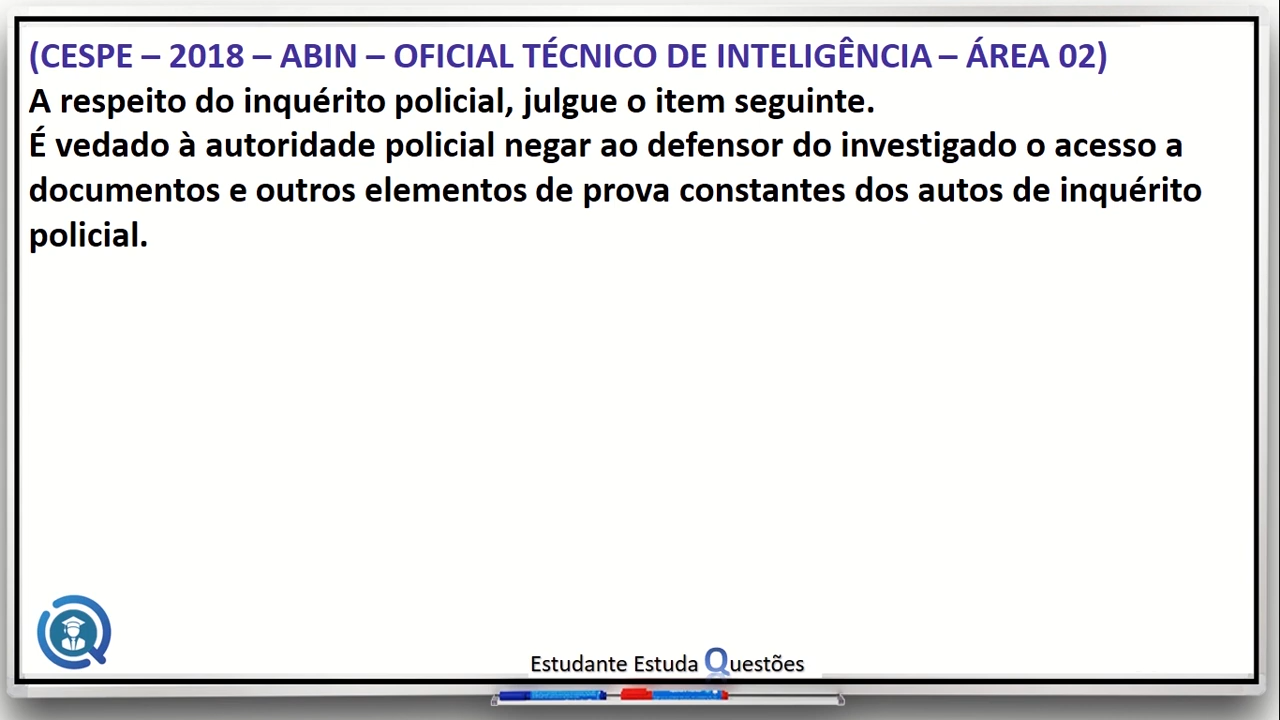 (CESPE – 2018 – ABIN – OFICIAL TÉCNICO DE INTELIGÊNCIA – ÁREA 02)
A respeito do inquérito policial, julgue o item seguinte.
É vedado à autoridade policial negar ao defensor do investigado o acesso a
documentos e outros elementos de prova constantes dos autos de inquérito
policial.
Estudante Estuda Questões